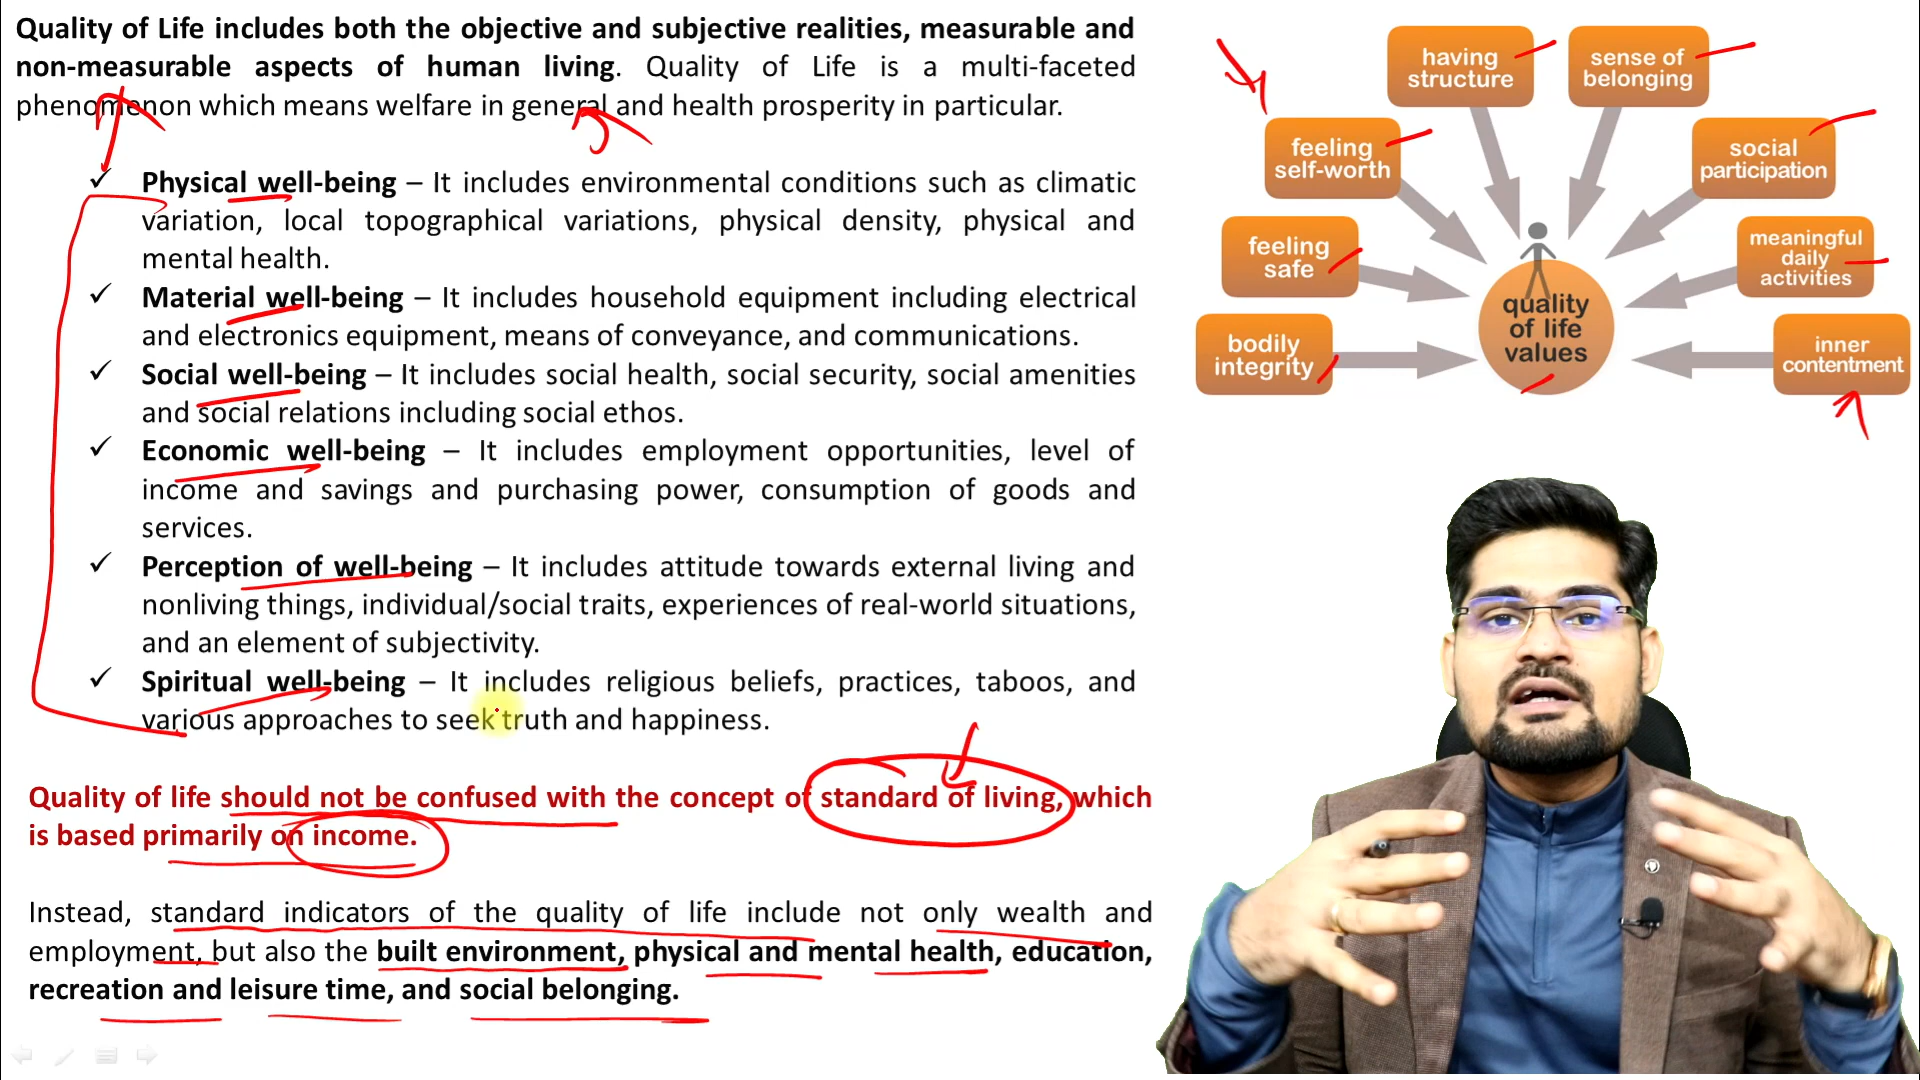 Quality of Life includes both the objective and subjective realities, measurable and
non-measurable aspects of human living. Quality of Life is a multi-faceted
phenomenon which means welfare in general and health prosperity in particular.
Physical well-being – It includes environmental conditions such as climatic
variation, local topographical variations, physical density, physical and
mental health.
Material well-being – It includes household equipment including electrical
and electronics equipment, means of conveyance, and communications.
Social well-being – It includes social health, social security, social amenities
and social relations including social ethos.
Economic well-being – It includes employment opportunities, level of
income and savings and purchasing power, consumption of goods and
services.
Perception of well-being – It includes attitude towards external living and
nonliving things, individual/social traits, experiences of real-world situations,
and an element of subjectivity.
Spiritual well-being – It includes religious beliefs, practices, taboos, and
various approaches to seek truth and happiness.
Quality of life should not be confused with the concept of standard of living, which
is based primarily on income.
Instead, standard indicators of the quality of life include not only wealth and
employment, but also the built environment, physical and mental health, education,
recreation and leisure time, and social belonging.
having
structure
sense of
belonging
feeling
self-worth
social
participation
feeling
safe
meaningful
daily
activities
bodily
integrity
quality
of life
values
inner
contentment